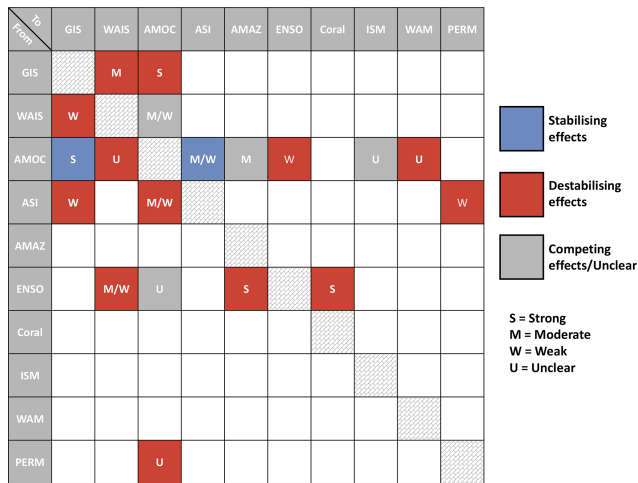 To
From
GIS WAIS AMOC ASI AMAZ ENSO Coral ISM WAM PERM
GIS M S
WAIS W M/W
AMOC S U M/W M W U U
ASI W M/W W
AMAZ
ENSO M/W U S S
Coral
ISM
WAM
PERM U
Stabilising
effects
Destabilising
effects
Competing
effects/Unclear
S = Strong
M = Moderate
W = Weak
U = Unclear